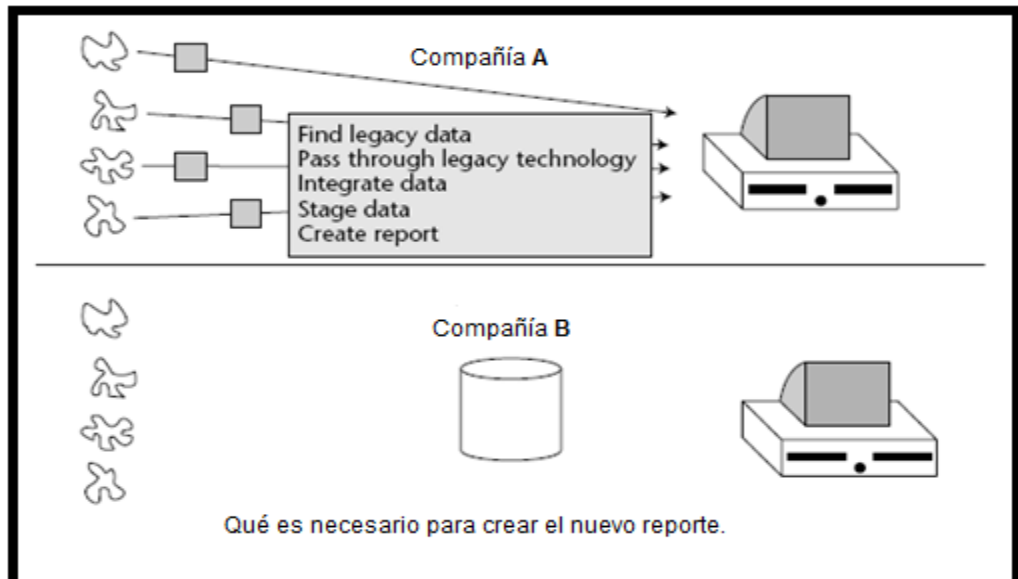 Compañía A
Find legacy data
Pass through legacy technology
Integrate data
Stage data
Create report
Compañía B
Qué es necesario para crear el nuevo reporte.